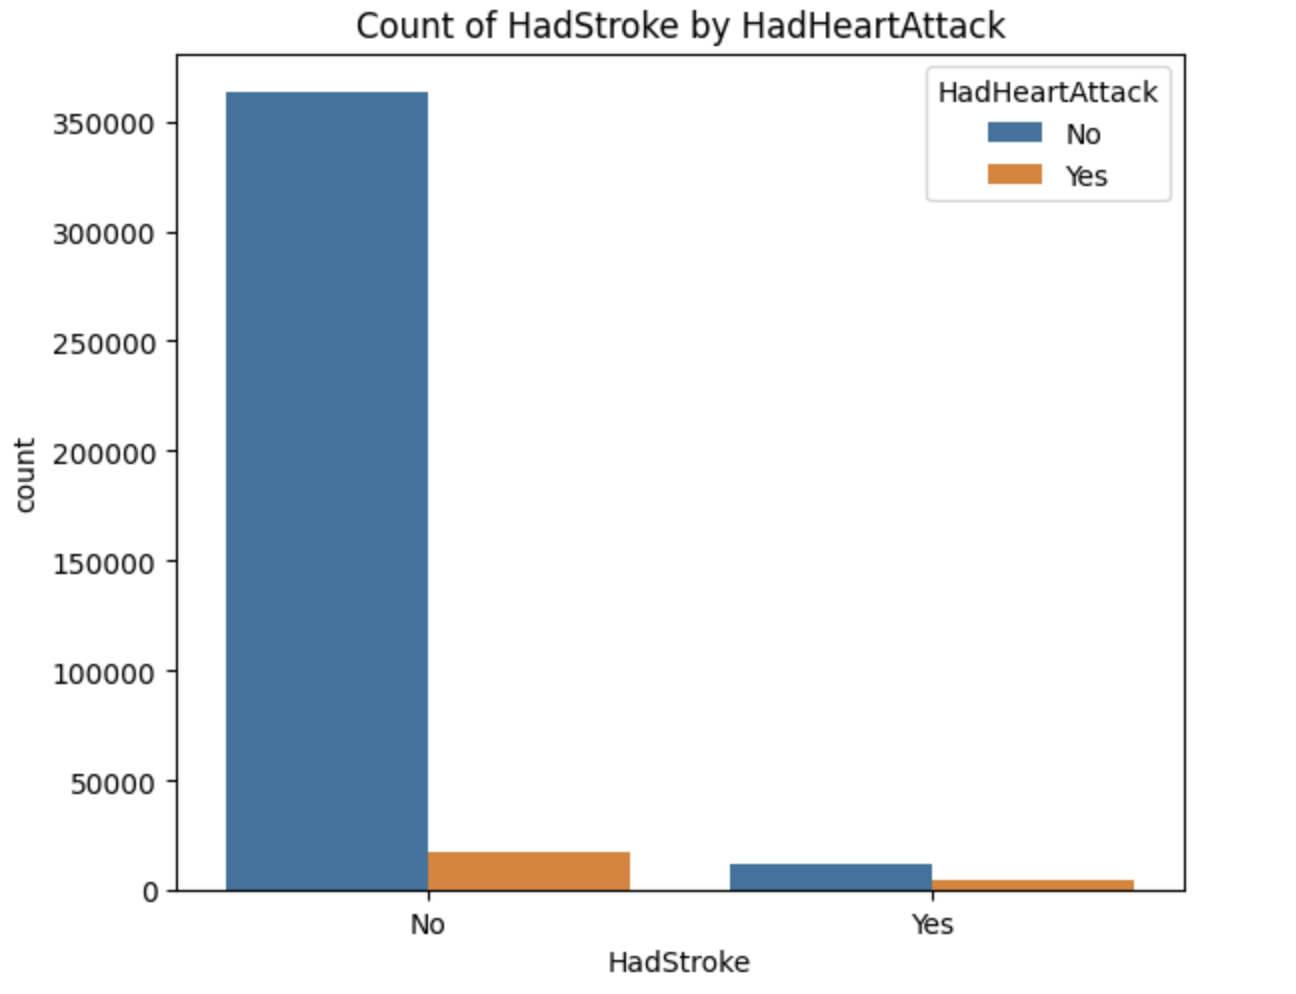 Count of HadStroke by HadHeartAttack
HadHeartAttack
No
Yes
350000
300000
250000
200000
150000
100000
50000
0
count
No Yes
HadStroke